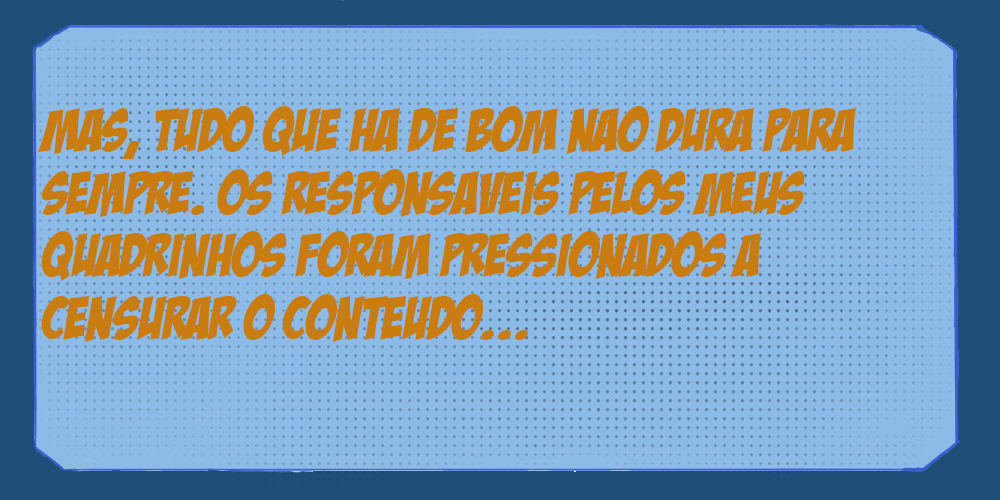 MAS, TUDO QUE HA DE BOM NAO DURA PARA
SEMPRE. OS RESPONSAVEIS PELOS MEUS
QUADRINHOS FORAM PRESSIONADOS A
CENSURAR O CONTEUDO...